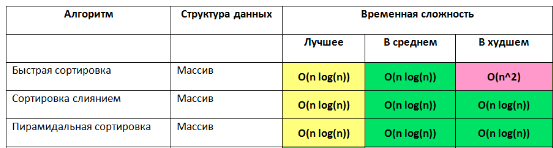 Алгоритм Структура данных Временная сложность
Лучшее В среднем В худшем
Быстрая сортировка Массив O(n log(n)) O(n log(n)) O(n^2)
Сортировка слиянием Массив O(n log(n)) O(n log(n)) O(n log(n))
Пирамидальная сортировка Массив O(n log(n)) O(n log(n)) O(n log(n))